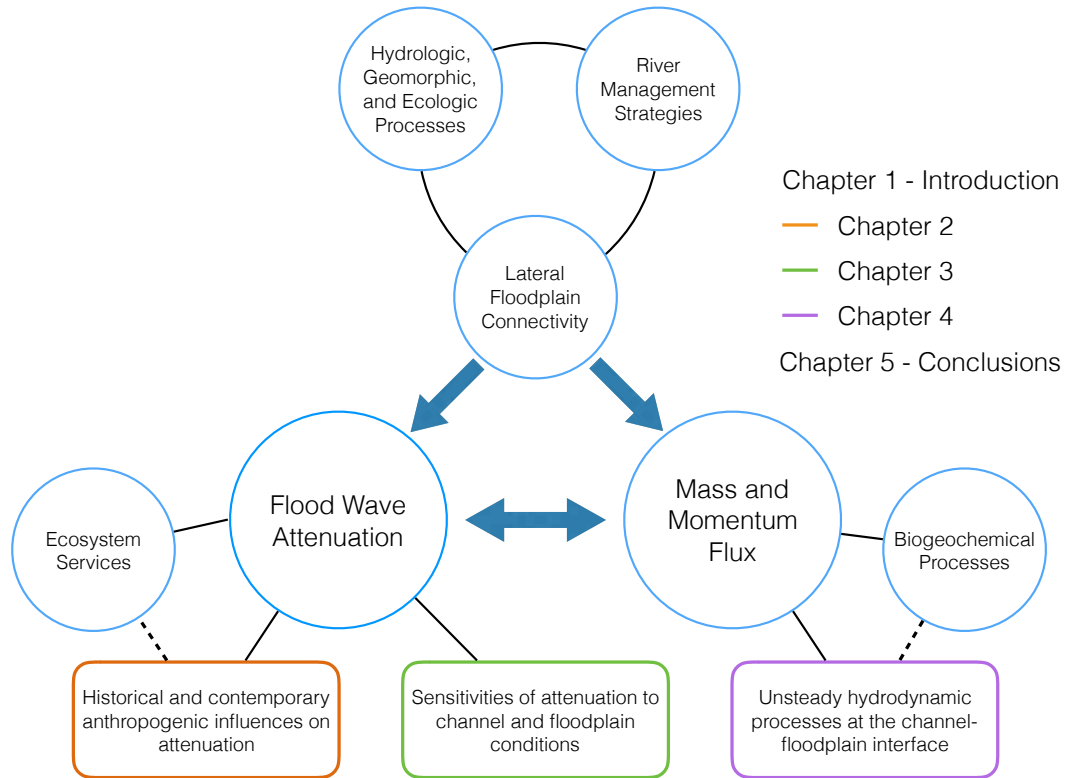 Hydrologic,
Geomorphic,
and Ecologic
Processes
River
Management
Strategies
Chapter 1 - Introduction
Chapter 2
Chapter 3
Chapter 4
Chapter 5 - Conclusions
Lateral
Floodplain
Connectivity
Flood Wave
Attenuation
Mass and
Momentum
Flux
Ecosystem
Services
Biogeochemical
Processes
Historical and contemporary
anthropogenic influences on
attenuation
Sensitivities of attenuation to
channel and floodplain
conditions
Unsteady hydrodynamic
processes at the channel-
floodplain interface